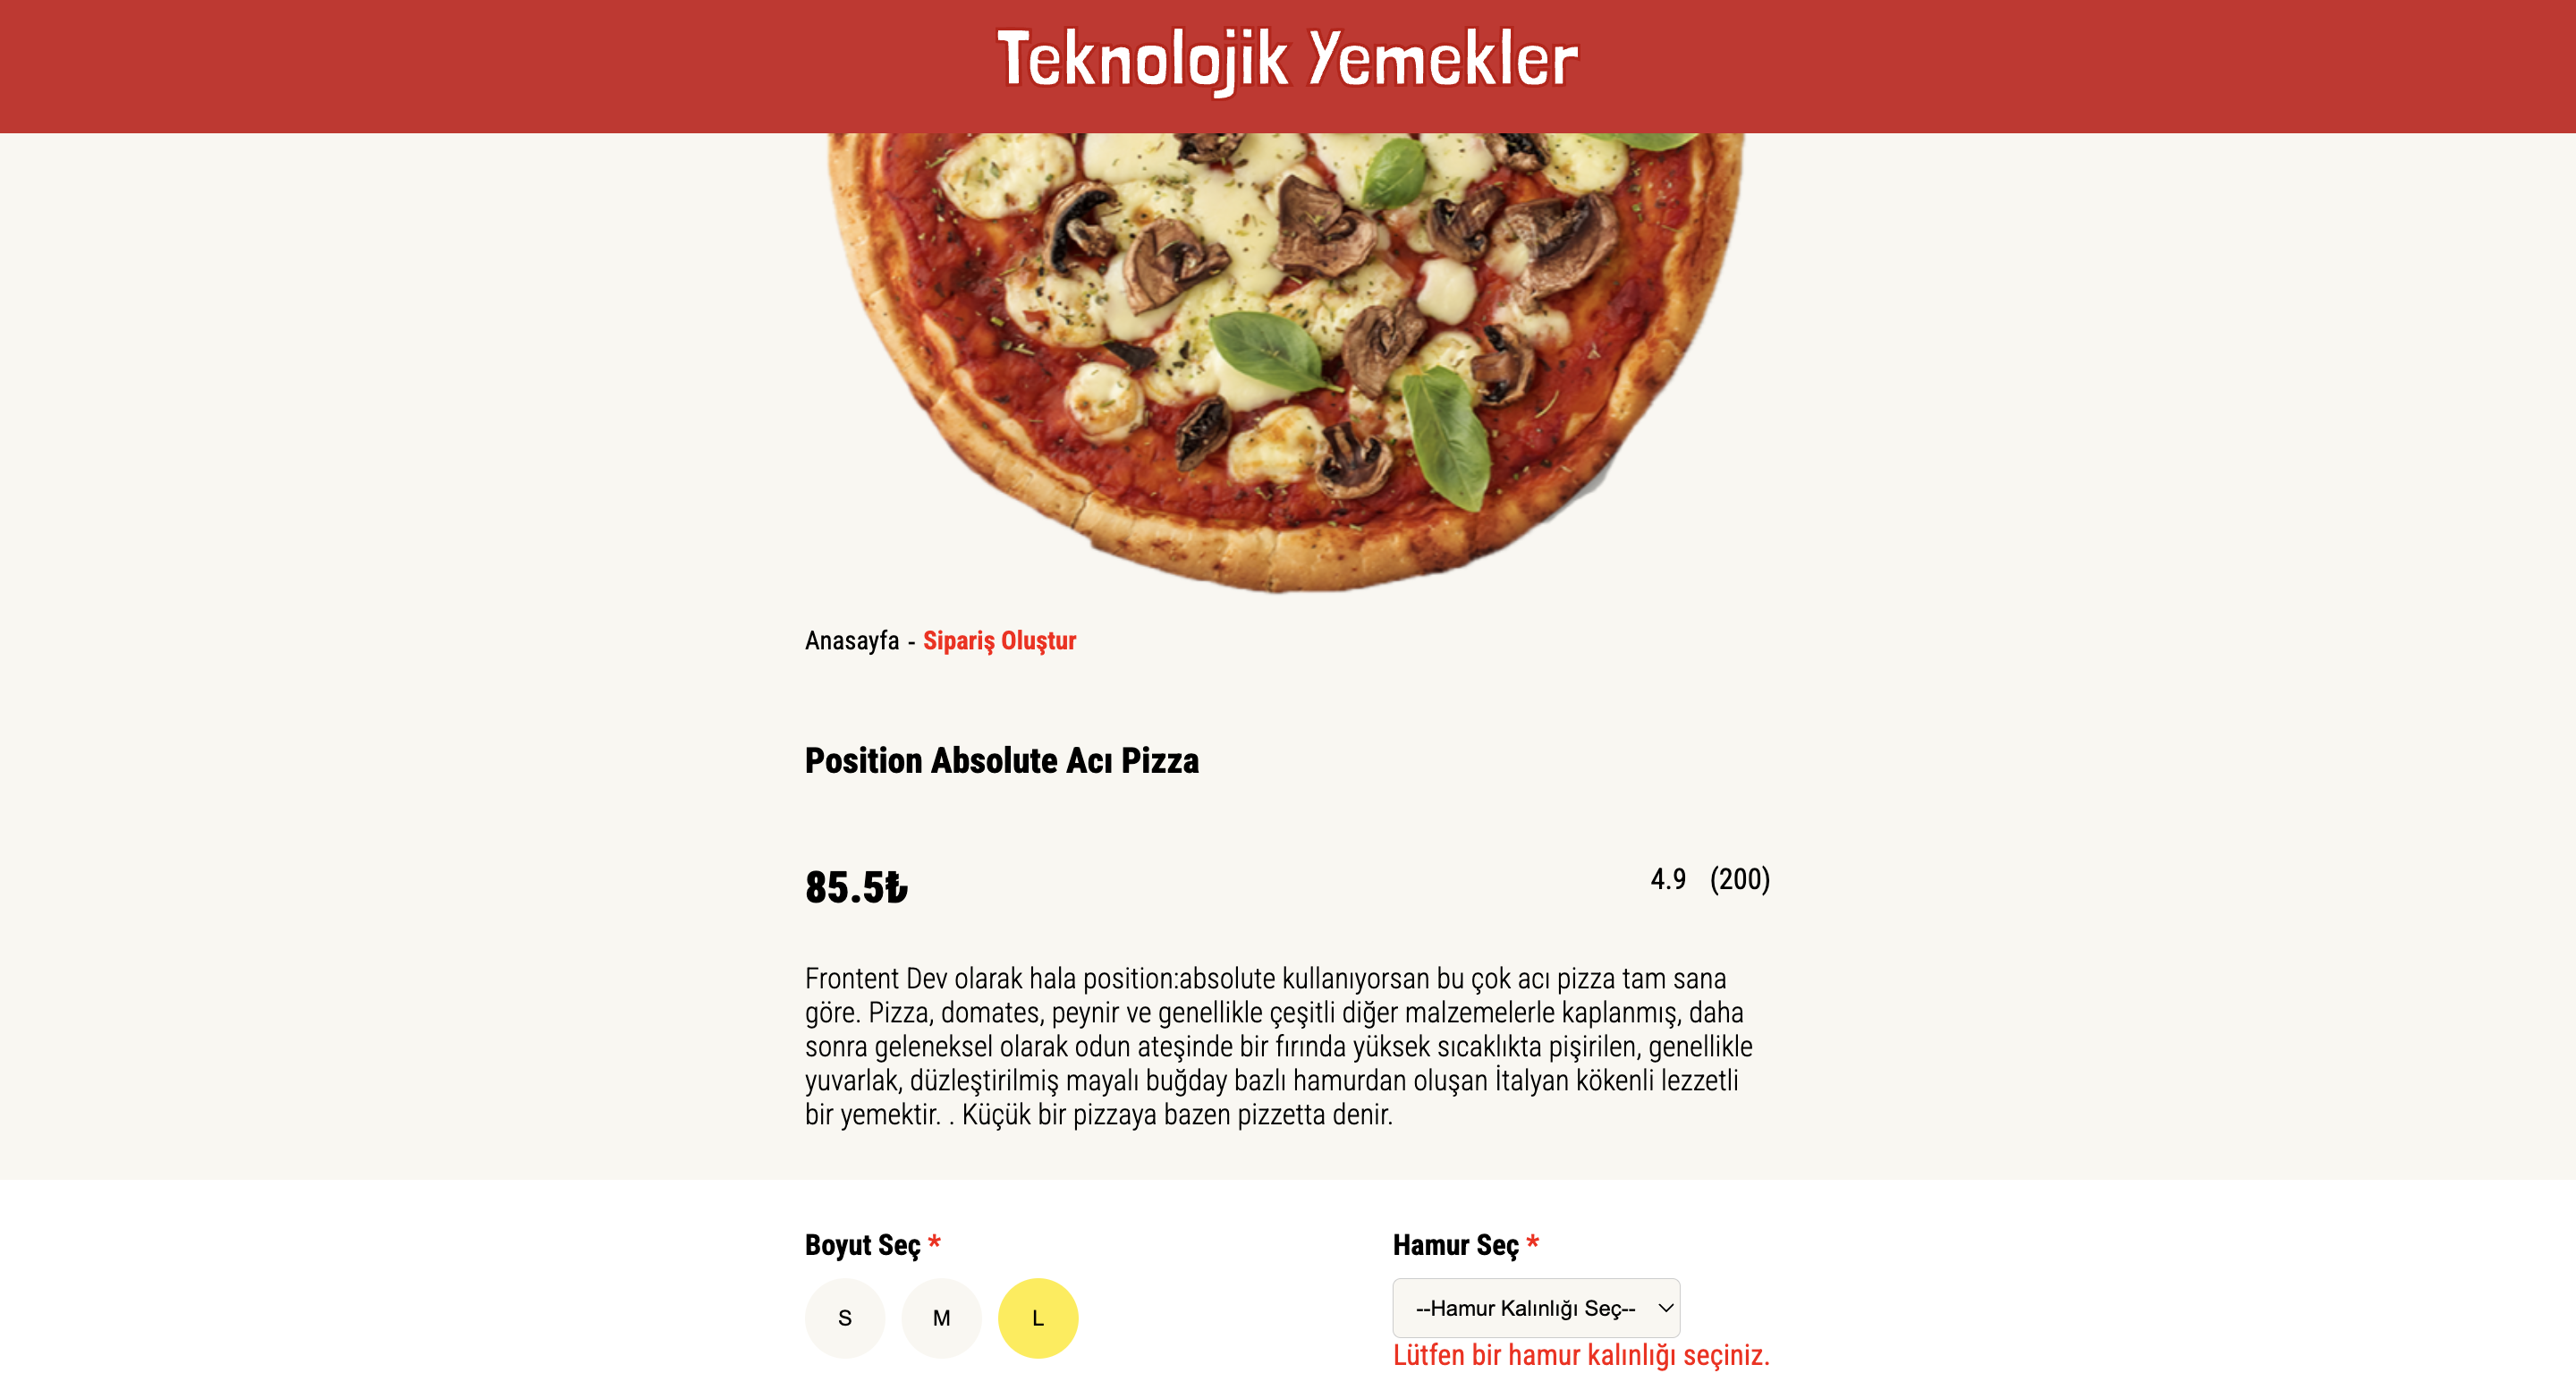 Teknolojik Yemekler
Anasayfa - Sipariş Oluştur
Position Absolute Acı Pizza
85.5₺
4.9 (200)
Frontent Dev olarak hala position:absolute kullanıyorsan bu çok acı pizza tam sana
göre. Pizza, domates, peynir ve genellikle çeşitli diğer malzemelerle kaplanmış, daha
sonra geleneksel olarak odun ateşinde bir fırında yüksek sıcaklıkta pişirilen, genellikle
yuvarlak, düzleştirilmiş mayalı buğday bazlı hamurdan oluşan İtalyan kökenli lezzetli
bir yemektir. . Küçük bir pizzaya bazen pizzetta denir.
Boyut Seç *
S M L
Hamur Seç *
--Hamur Kalınlığı Seç--
Lütfen bir hamur kalınlığı seçiniz.